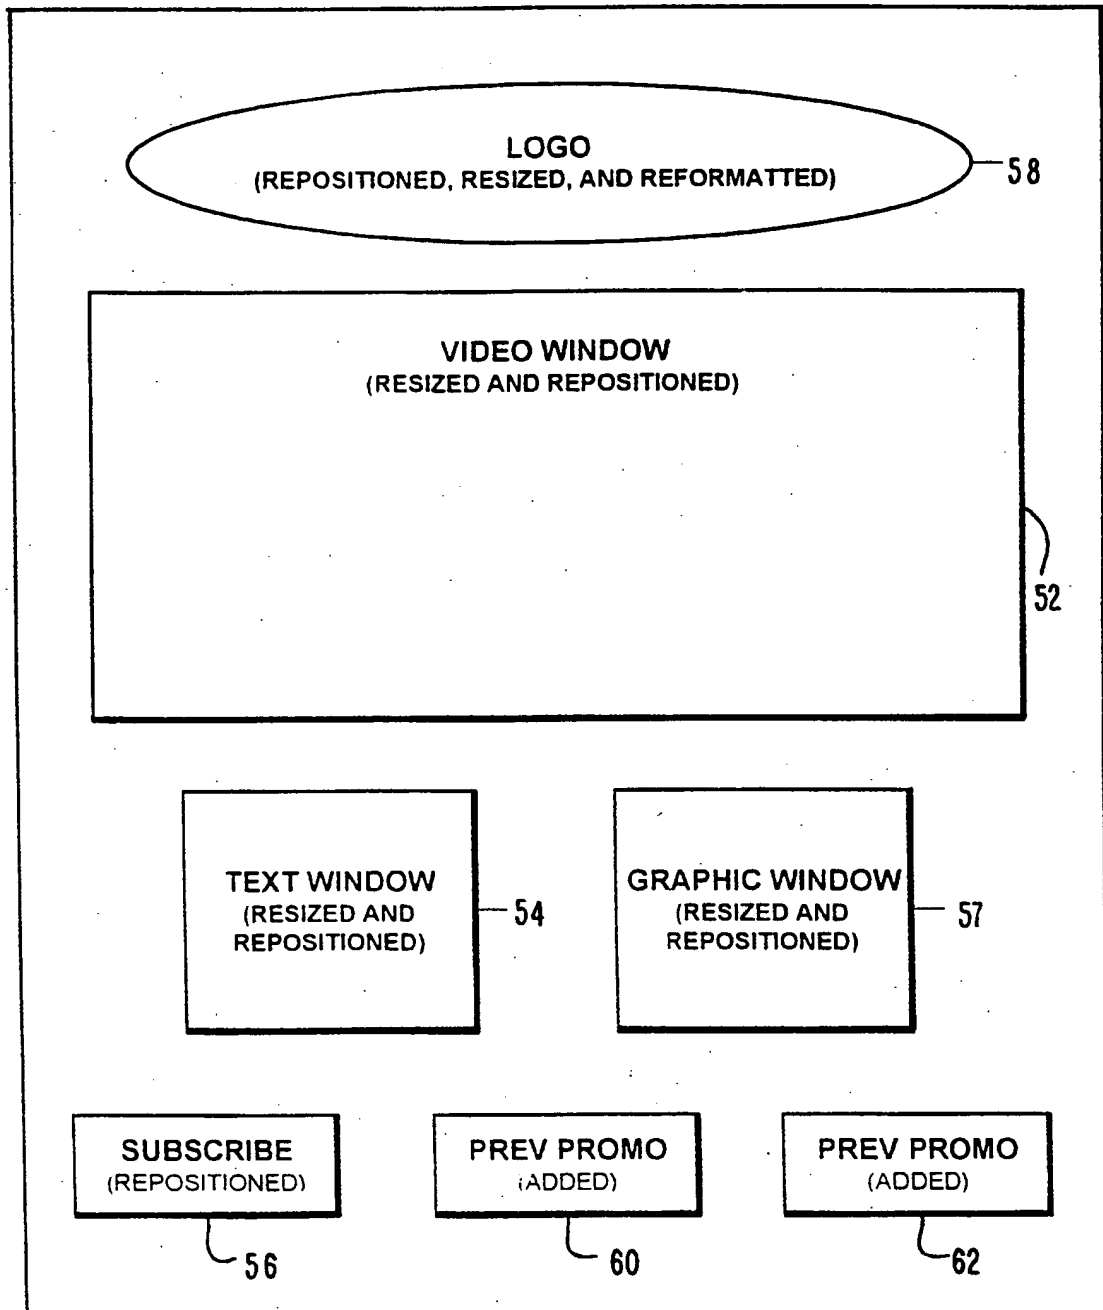 LOGO
(REPOSITIONED, RESIZED, AND REFORMATTED)
58
VIDEO WINDOW
(RESIZED AND REPOSITIONED)
52
TEXT WINDOW
(RESIZED AND
REPOSITIONED)
54
GRAPHIC WINDOW
(RESIZED AND
REPOSITIONED)
57
SUBSCRIBE
(REPOSITIONED)
56
PREV PROMO
(ADDED)
60
PREV PROMO
(ADDED)
62